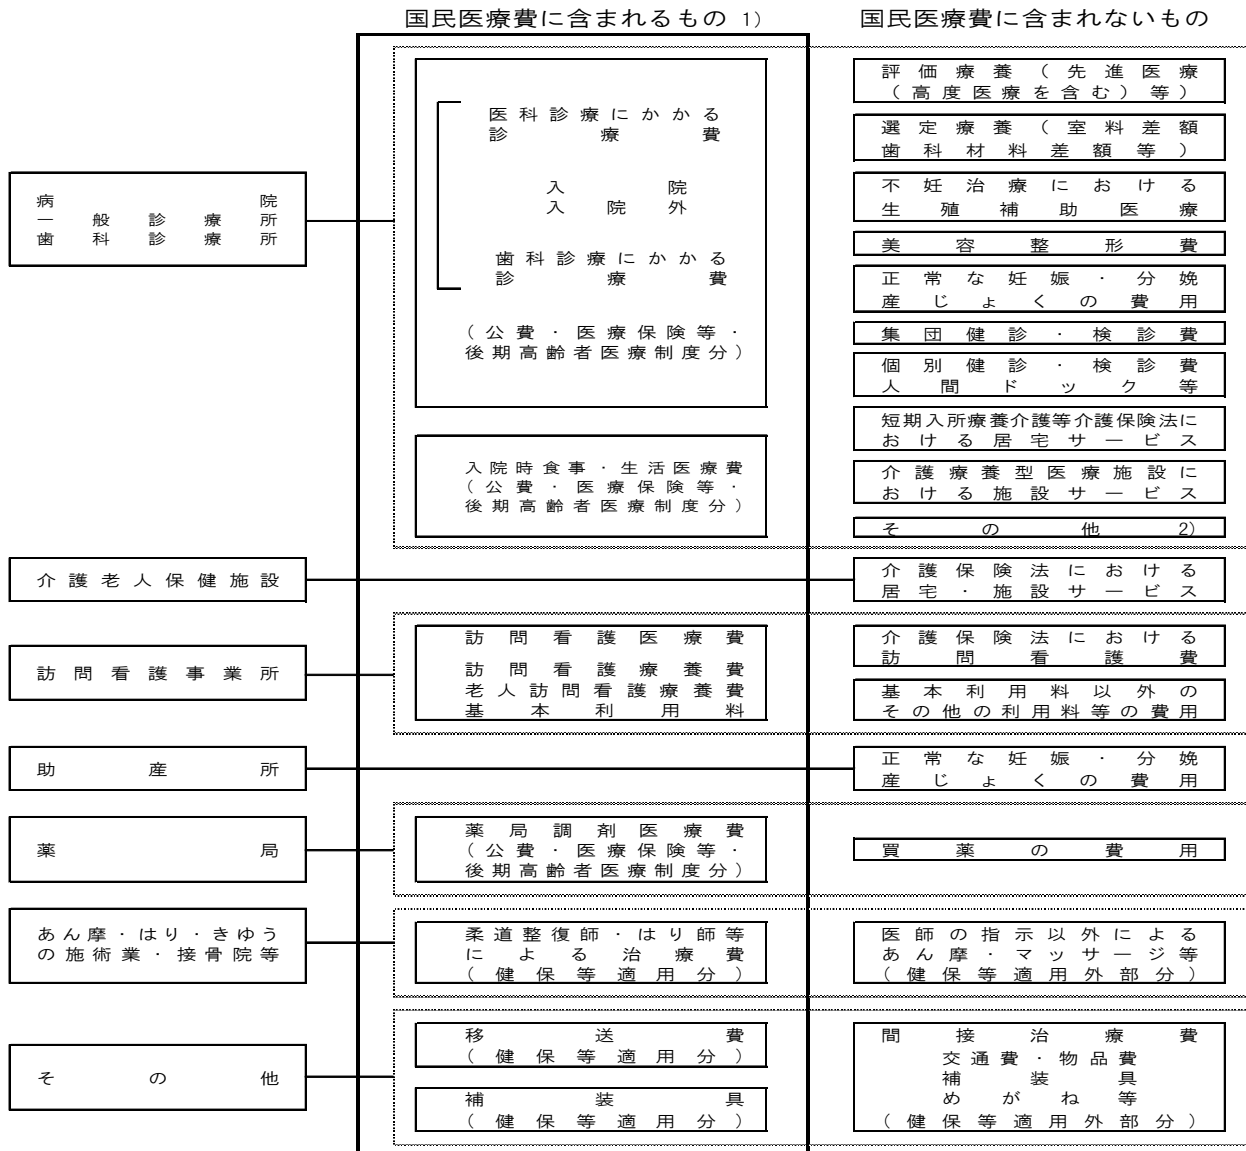 国民医療費に含まれるもの 1)
国民医療費に含まれないもの
病院
一般診療所
歯科診療所
医科診療にかかる
診療費
入院
入院外
歯科診療にかかる
診療費
(公費・医療保険等・
後期高齢者医療制度分)
入院時食事・生活医療費
(公費・医療保険等・
後期高齢者医療制度分)
評価療養(先進医療
(高度医療を含む)等)
選定療養(室料差額
歯科材料差額等)
不妊治療における
生殖補助医療
美容整形費
正常な妊娠・分娩
産じょくの費用
集団健診・検診費
個別健診・検診費
人間ドック等
短期入所療養介護等介護保険法に
おける居宅サービス
介護療養型医療施設に
おける施設サービス
その他 2)
介護老人保健施設
介護保険法における
居宅・施設サービス
訪問看護事業所
訪問看護医療費
訪問看護療養費
老人訪問看護療養費
基本利用料
介護保険法における
訪問看護費
基本利用料以外の
その他の利用料等の費用
助産所
正常な妊娠・分娩
産じょくの費用
薬局
薬局調剤医療費
(公費・医療保険等・
後期高齢者医療制度分)
買薬の費用
あん摩・はり・きゆう
の施術業・接骨院等
柔道整復師・はり師等
による治療費
(健保等適用分)
医師の指示以外による
あん摩・マッサージ等
(健保等適用外部分)
その他
移送費
(健保等適用分)
補装具
(健保等適用分)
間接治療費
交通費・物品費
補装具
めがね等
(健保等適用外部分)